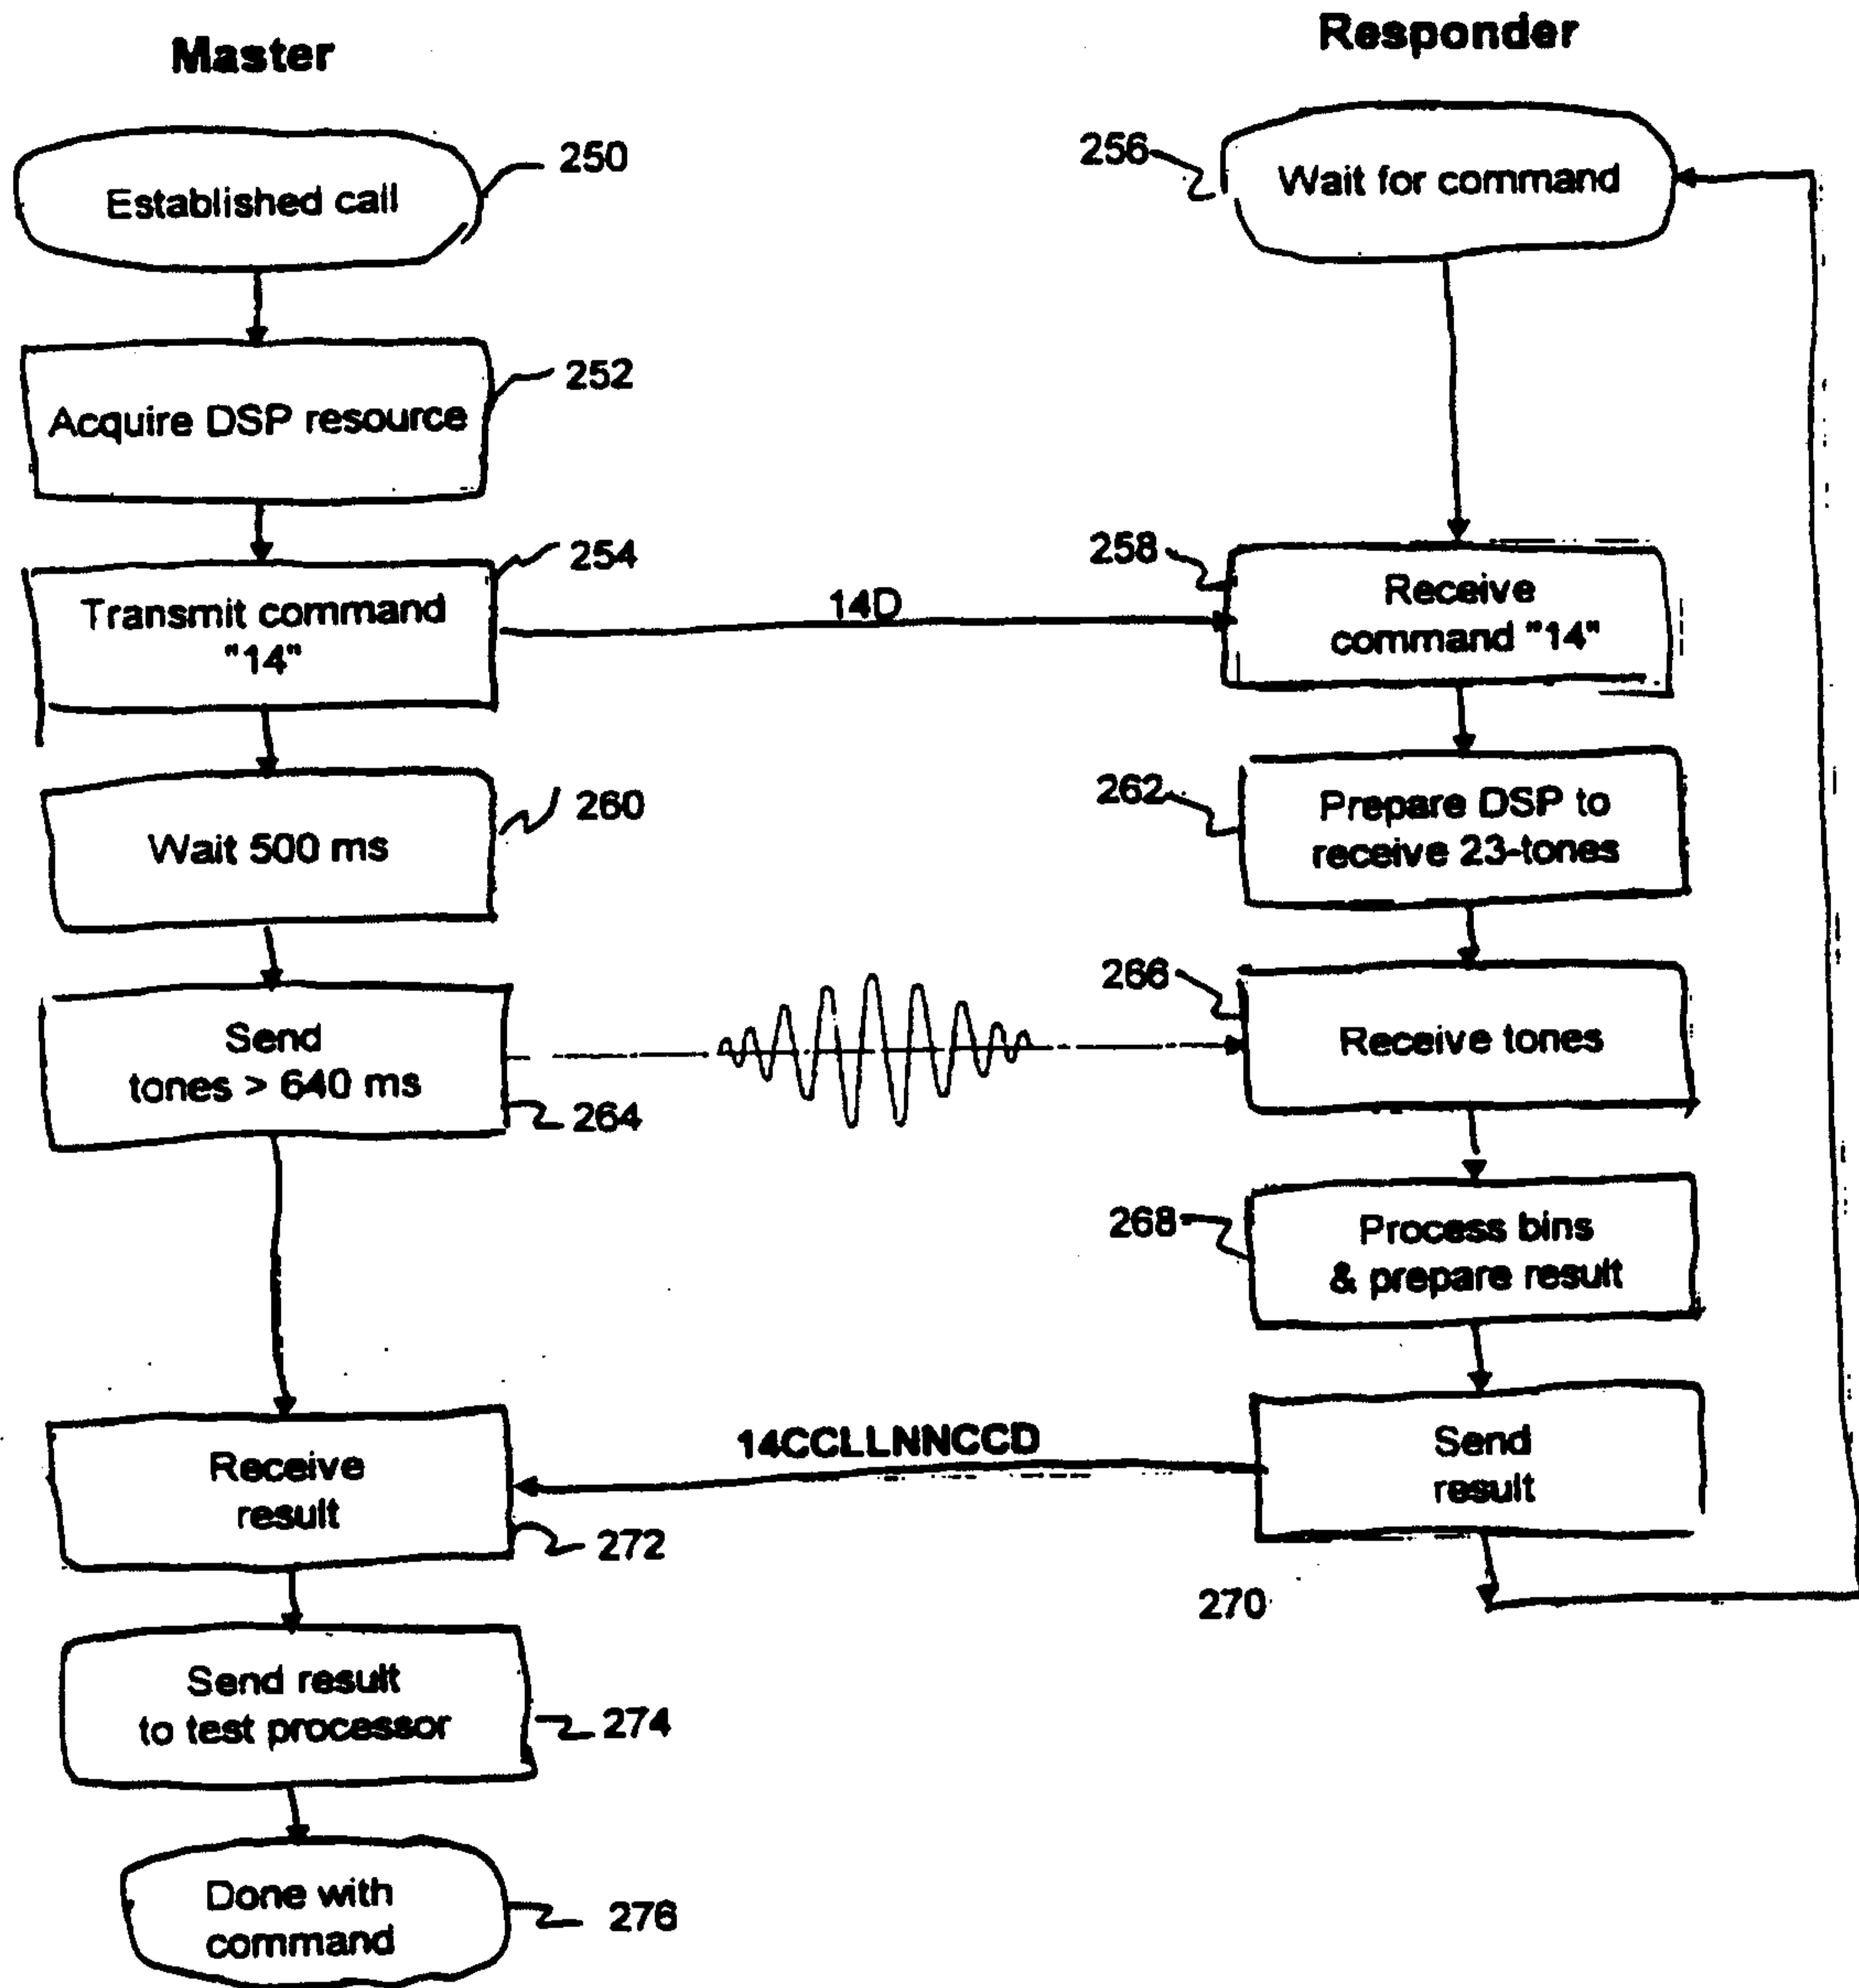 Master
Responder
Established call
250
256
Wait for command
Acquire DSP resource
252
Transmit command
"14"
254
14D
258
Receive
command "14"
Wait 500 ms
260
262
Prepare DSP to
receive 23-tones
Send
tones > 640 ms
264
266
Receive tones
268
Process bins
& prepare result
Receive
result
272
14CCLLNNCCD
Send
result
270
Send result
to test processor
274
Done with
command
276